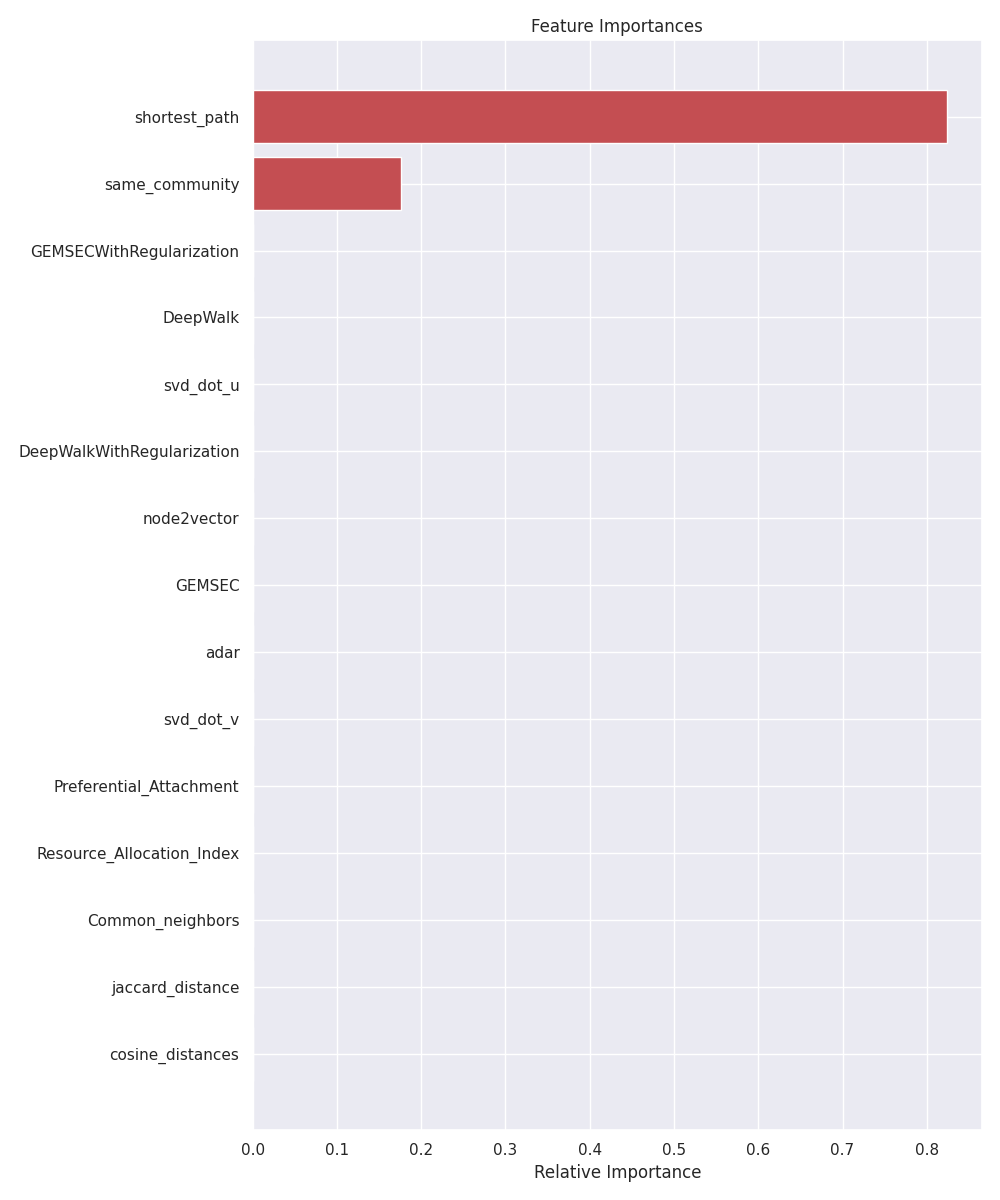 Feature Importances
shortest_path
same_community
GEMSECWithRegularization
DeepWalk
svd_dot_u
DeepWalkWithRegularization
node2vector
GEMSEC
adar
svd_dot_v
Preferential_Attachment
Resource_Allocation_Index
Common_neighbors
jaccard_distance
cosine_distances
0.0 0.1 0.2 0.3 0.4 0.5 0.6 0.7 0.8
Relative Importance